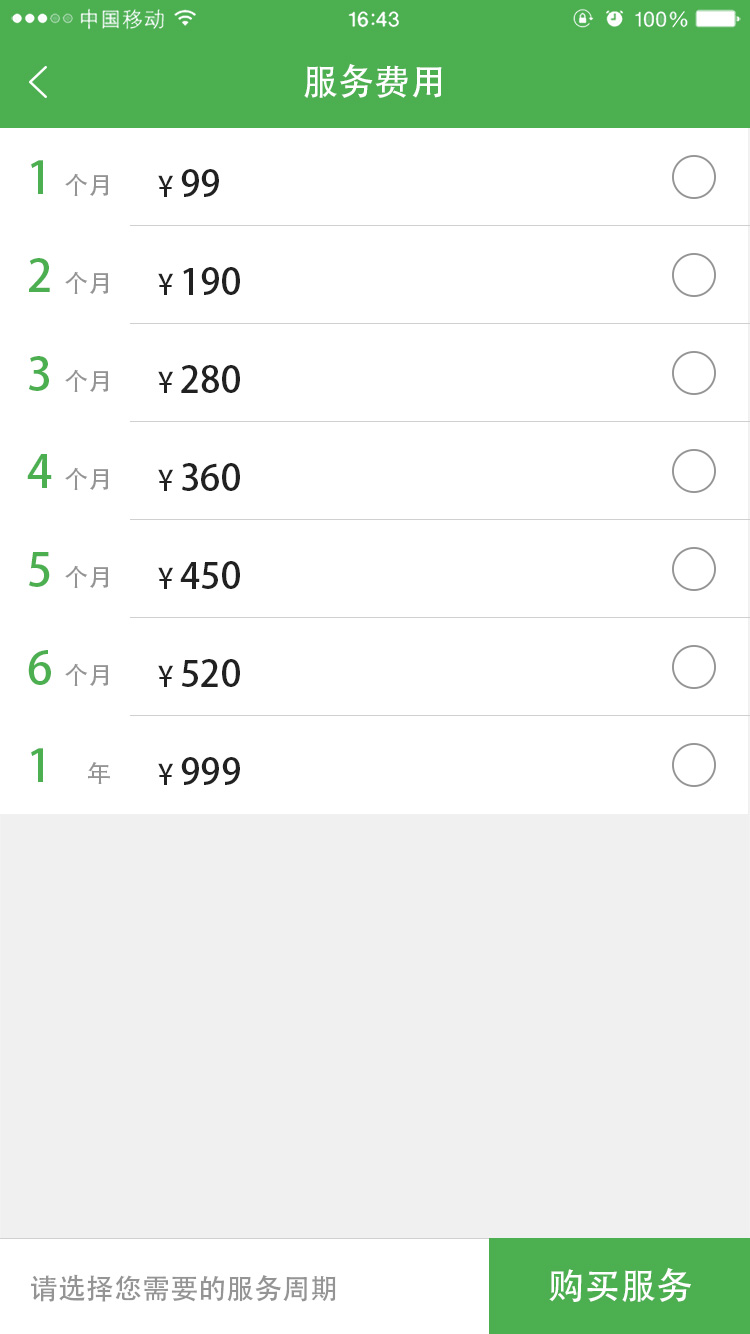 中国移动 16:43 100%
服务费用
1 个月 ¥ 99
2 个月 ¥ 190
3 个月 ¥ 280
4 个月 ¥ 360
5 个月 ¥ 450
6 个月 ¥ 520
1 年 ¥ 999
请选择您需要的服务周期 购买服务